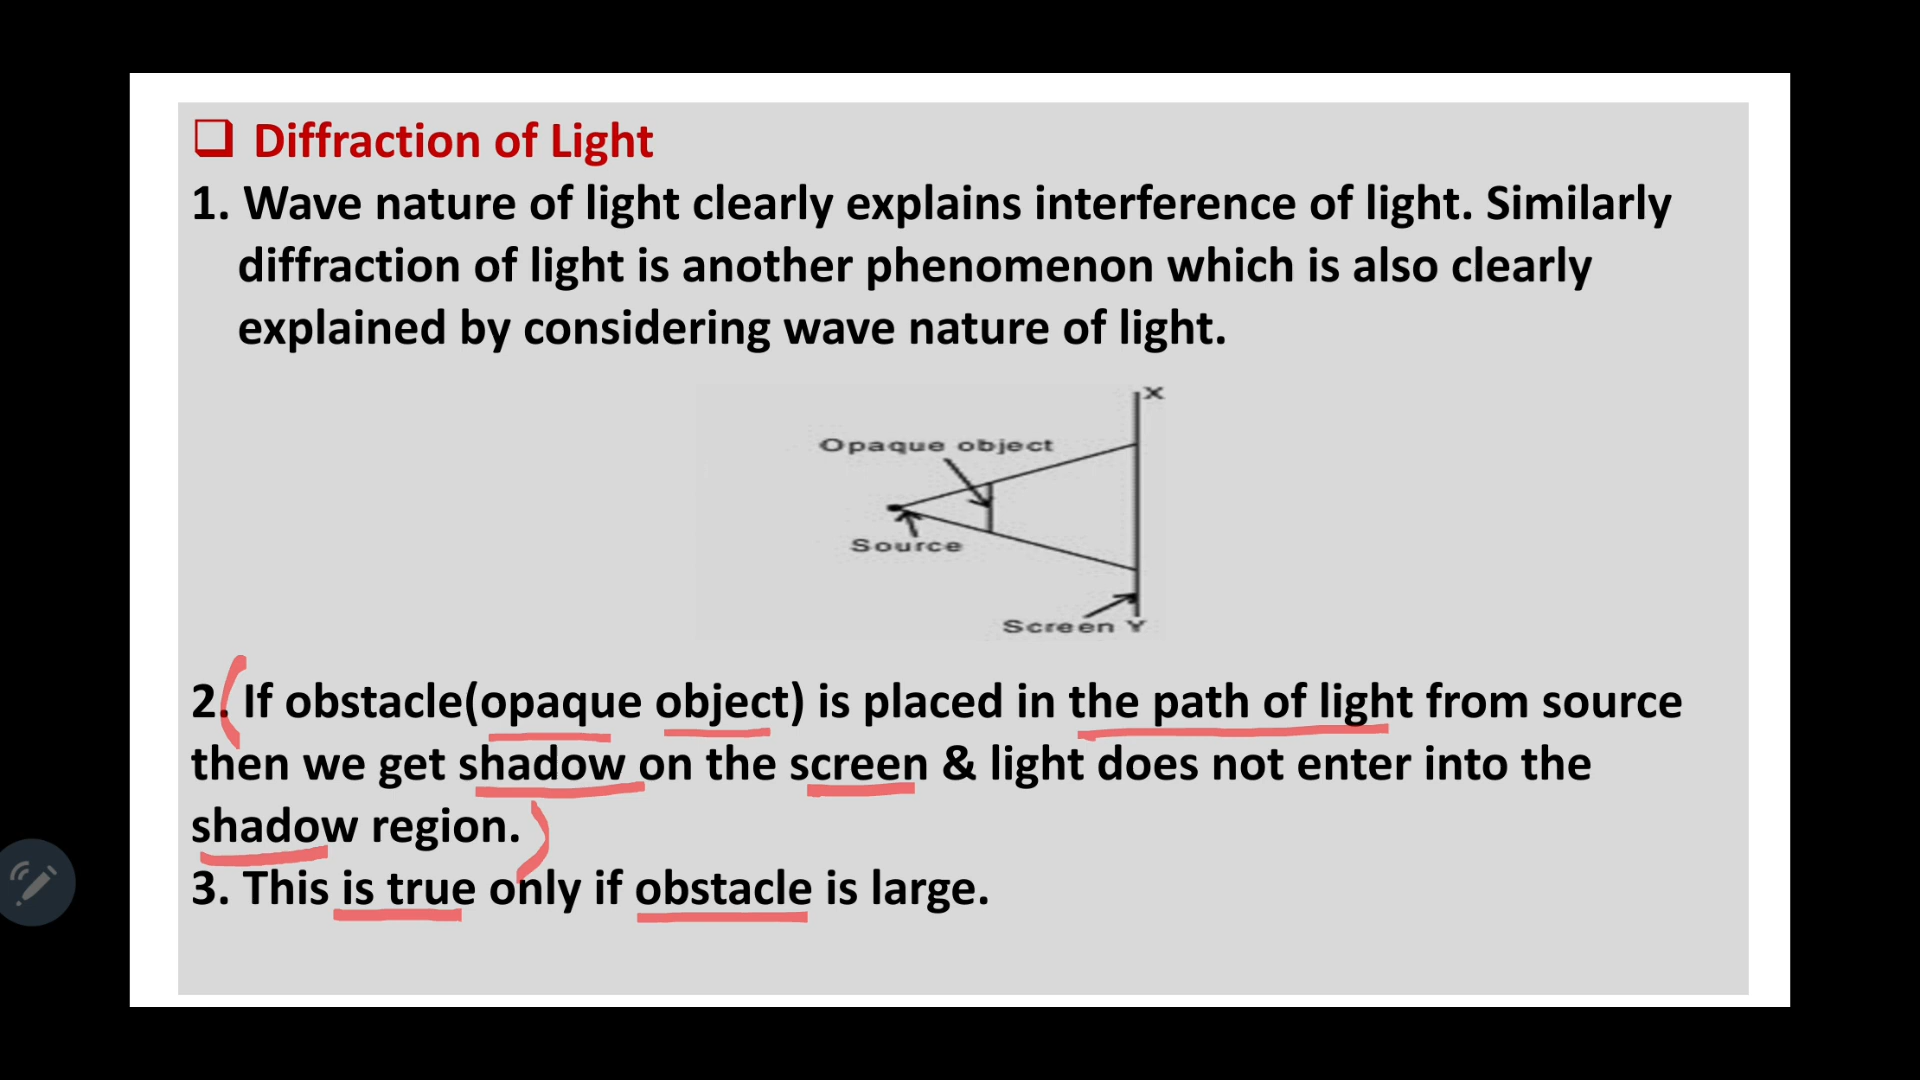 Diffraction of Light
1. Wave nature of light clearly explains interference of light. Similarly
diffraction of light is another phenomenon which is also clearly
explained by considering wave nature of light.
X
Opaque object
Source
Screen Y
2. If obstacle(opaque object) is placed in the path of light from source
then we get shadow on the screen & light does not enter into the
shadow region.
3. This is true only if obstacle is large.